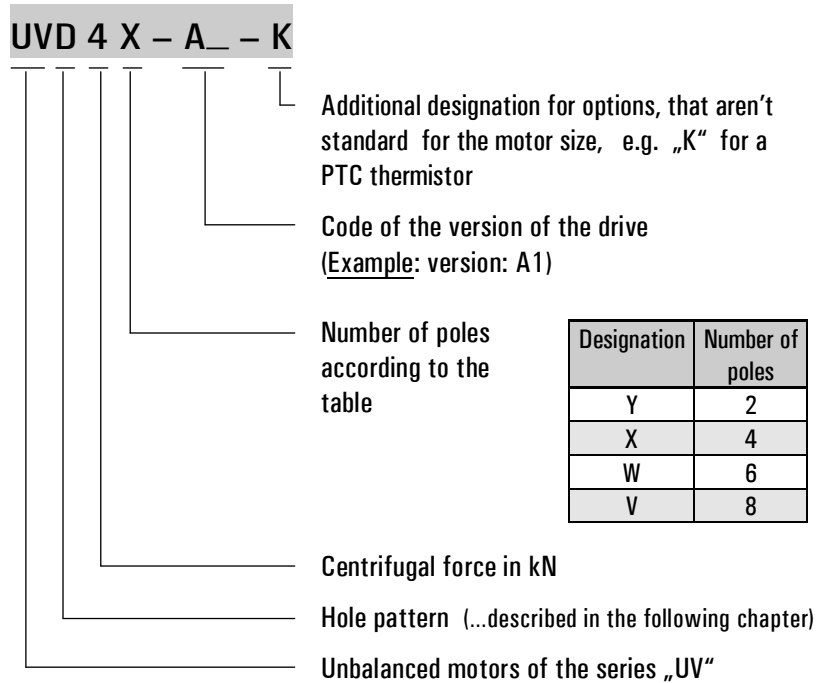 UVD 4 X – A_ – K
Additional designation for options, that aren't
standard for the motor size, e.g. „K“ for a
PTC thermistor
Code of the version of the drive
(Example: version: A1)
Number of poles
according to the
table
Designation Number of
poles
Y 2
X 4
W 6
V 8
Centrifugal force in kN
Hole pattern (...described in the following chapter)
Unbalanced motors of the series „UV“